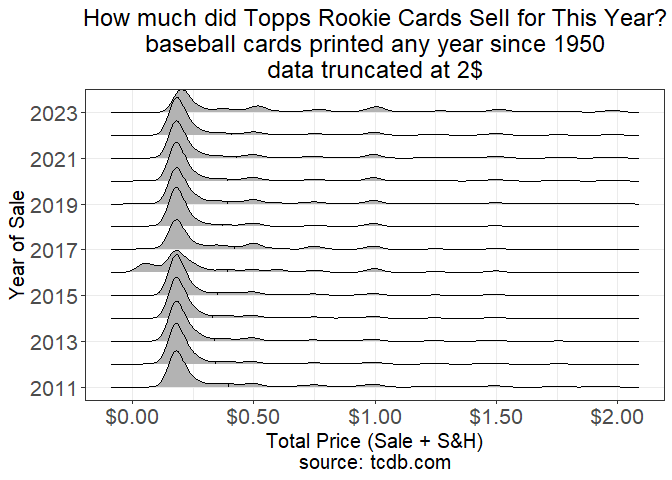 How much did Topps Rookie Cards Sell for This Year?
baseball cards printed any year since 1950
data truncated at 2$
Year of Sale
2023
2021
2019
2017
2015
2013
2011
$0.00 $0.50 $1.00 $1.50 $2.00
Total Price (Sale + S&H)
source: tcdb.com